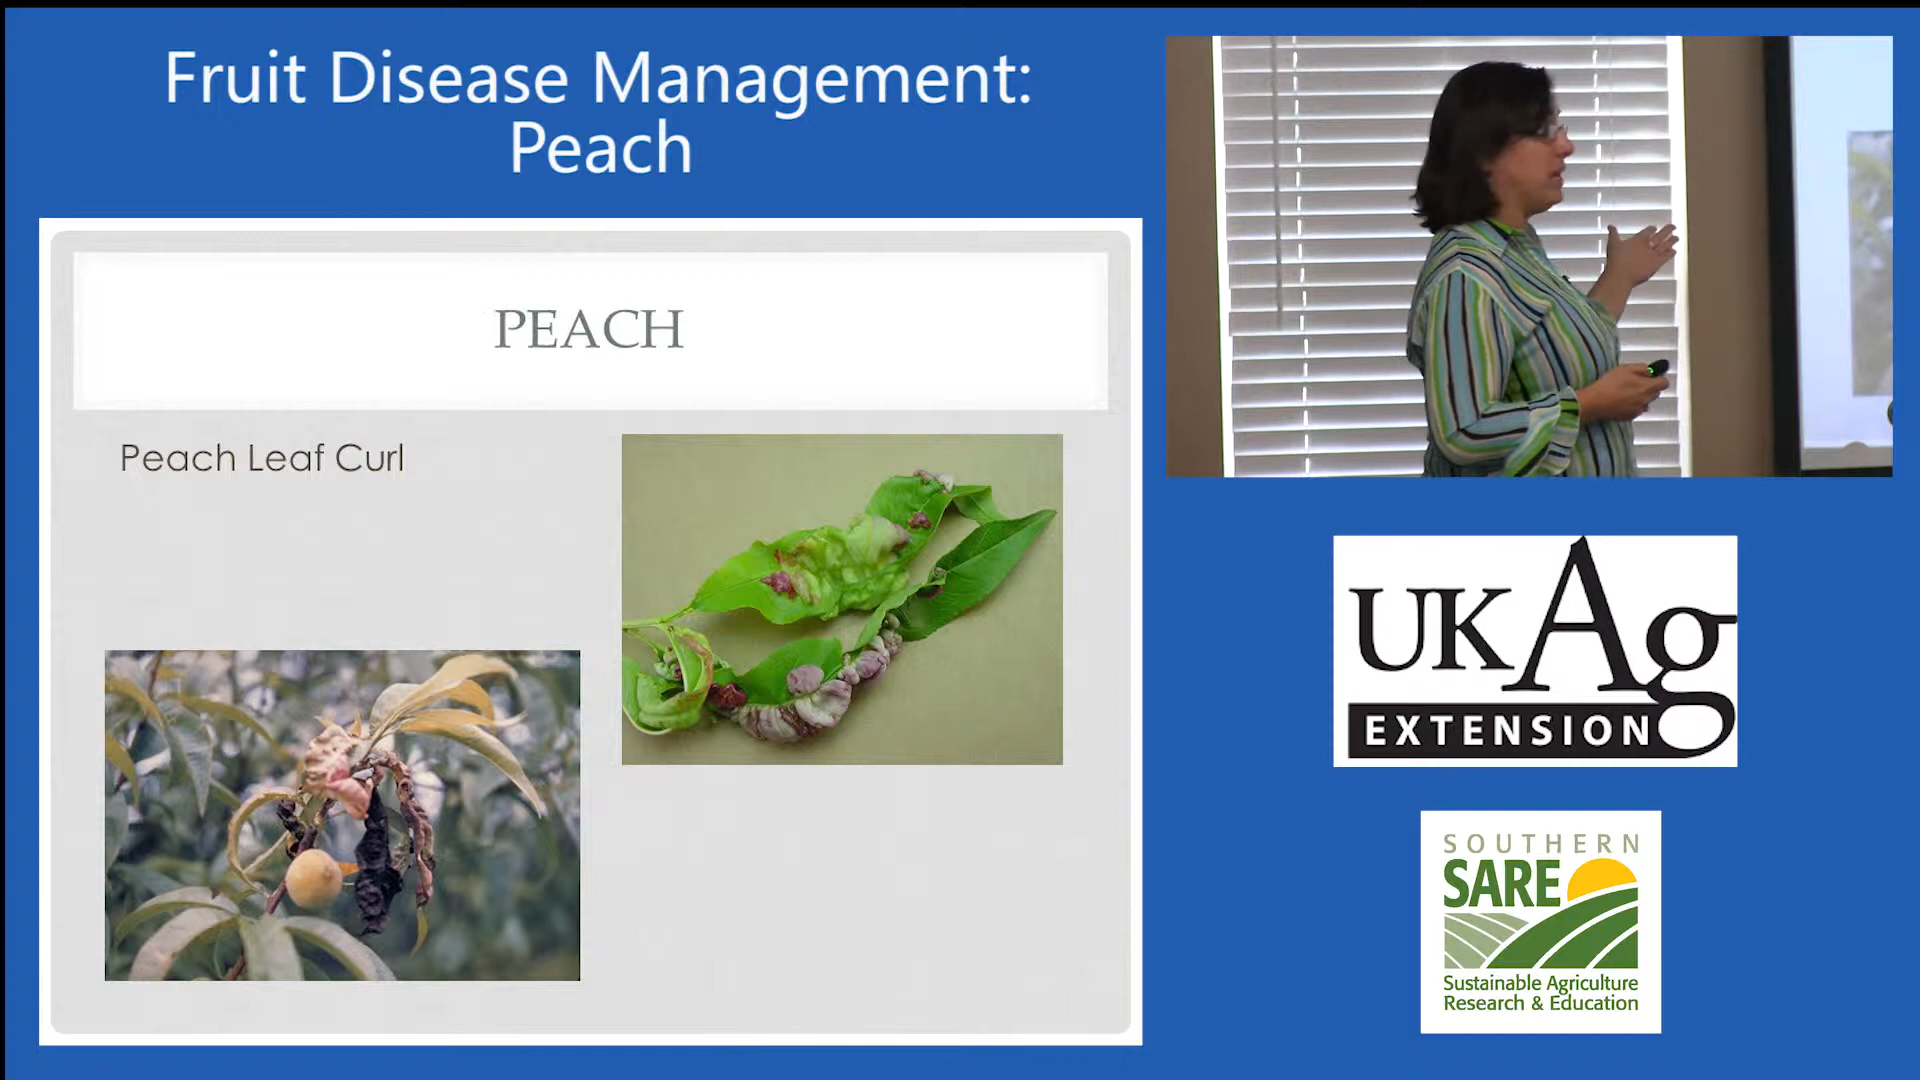 Fruit Disease Management:
Peach
PEACH
Peach Leaf Curl
UKAg
EXTENSION
SOUTHERN
SARE
Sustainable Agriculture
Research & Education